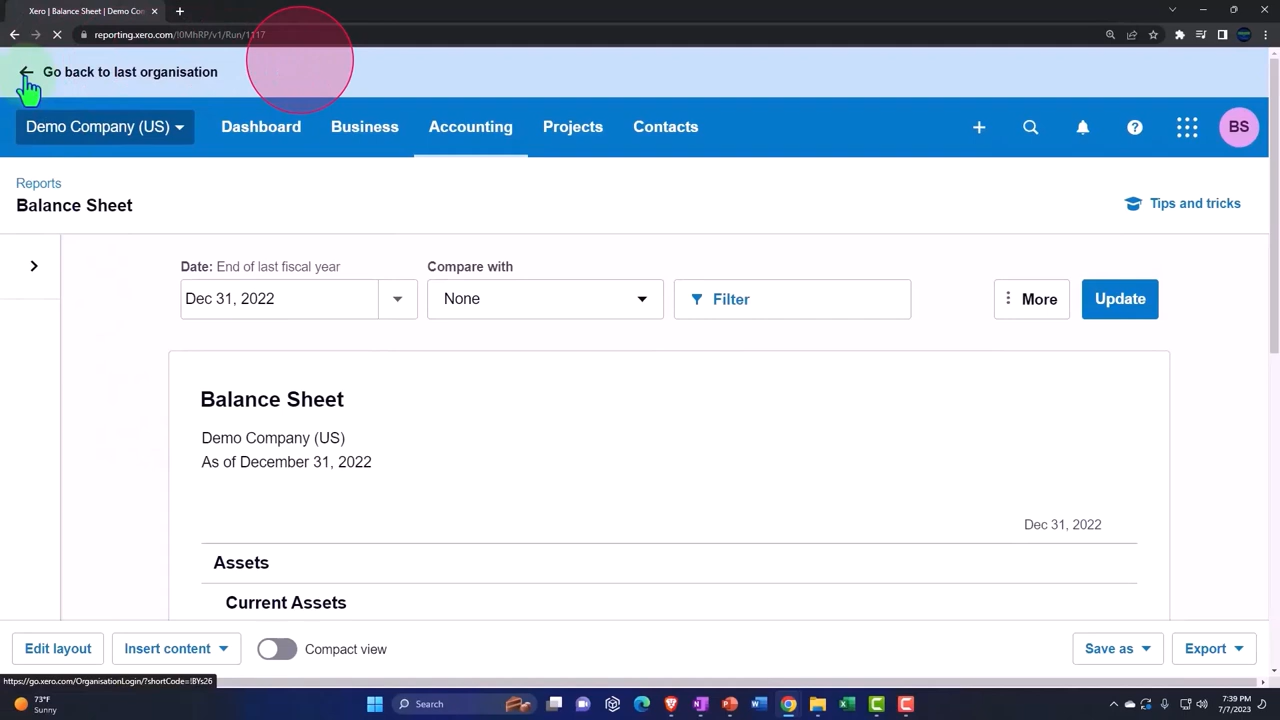 Xero | Balance Sheet | Demo Co
reporting.xero.com/!0MhRP/v1/Run/1117
Go back to last organisation
Demo Company (US)
Dashboard
Business
Accounting
Projects
Contacts
BS
Reports
Balance Sheet
Tips and tricks
Date: End of last fiscal year
Compare with
Dec 31, 2022
None
Filter
More
Update
Balance Sheet
Demo Company (US)
As of December 31, 2022
Dec 31, 2022
Assets
Current Assets
Edit layout
Insert content
Compact view
Save as
Export
https://go.xero.com/OrganisationLogin/?shortCode=!BYs26
73°F
Sunny
Search
7:39 PM
7/7/2023